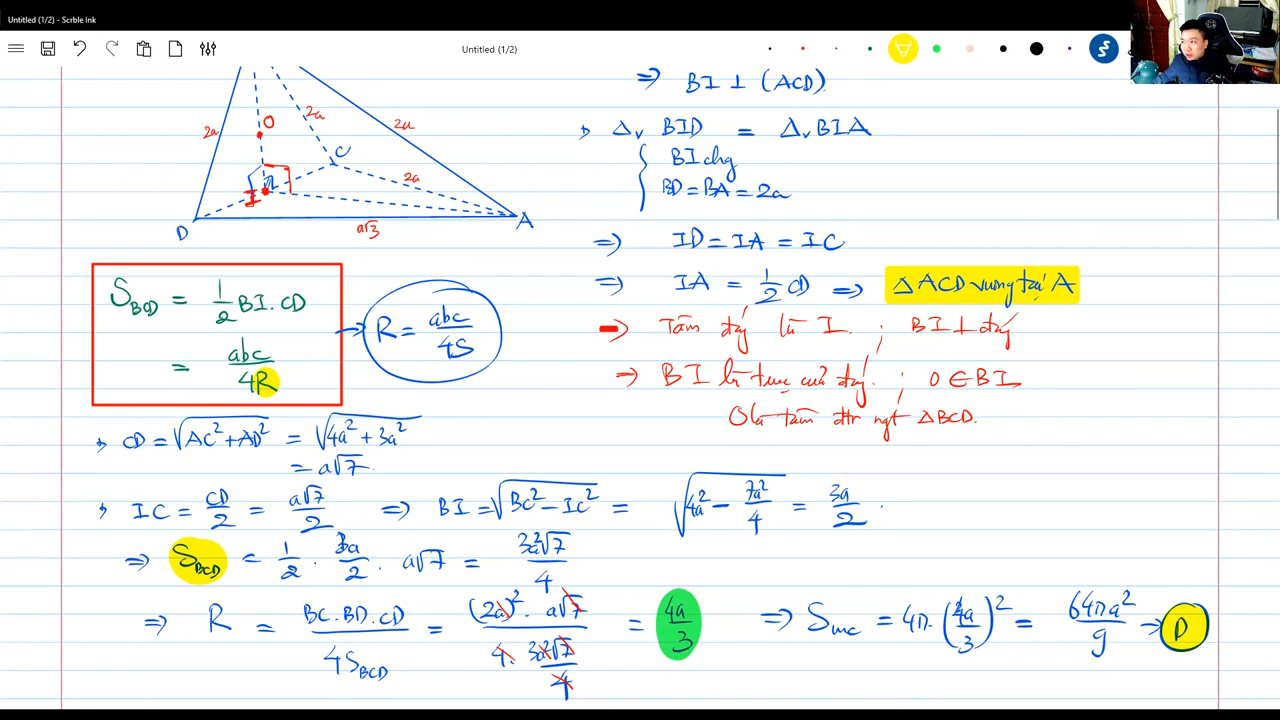 Untitled (1/2) - Scrble Ink
Untitled (1/2)
2a
O
2a
2a
C
2a
I
D
a√3
A
=> BI ⊥ (ACD).
Δv BID = Δv BIA
{ BI chg
BD = BA = 2a
=> ID = IA = IC
=> IA = 1/2 CD => Δ ACD vuông tại A
=> Tâm đáy là I. ; BI ⊥ đáy
=> BI là trục của đáy. ; O ∈ BI
O là tâm đtr ngt ΔBCD.
S_BCD = 1/2 BI. CD
= abc/4R
→ R = abc/4S
CD = √(AC² + AD²) = √(4a² + 3a²)
= a√7.
IC = CD/2 = a√7/2 => BI = √(BC² - IC²) = √(4a² - 7a²/4) = 3a/2.
=> S_BCD = 1/2 . 3a/2 . a√7 = 3a²√7/4
=> R = BC.BD.CD/4S_BCD = (2a)². a√7/(4. 3a²√7/4) = 4a/3 => Smc = 4π.(4a/3)² = 64πa²/9 → D